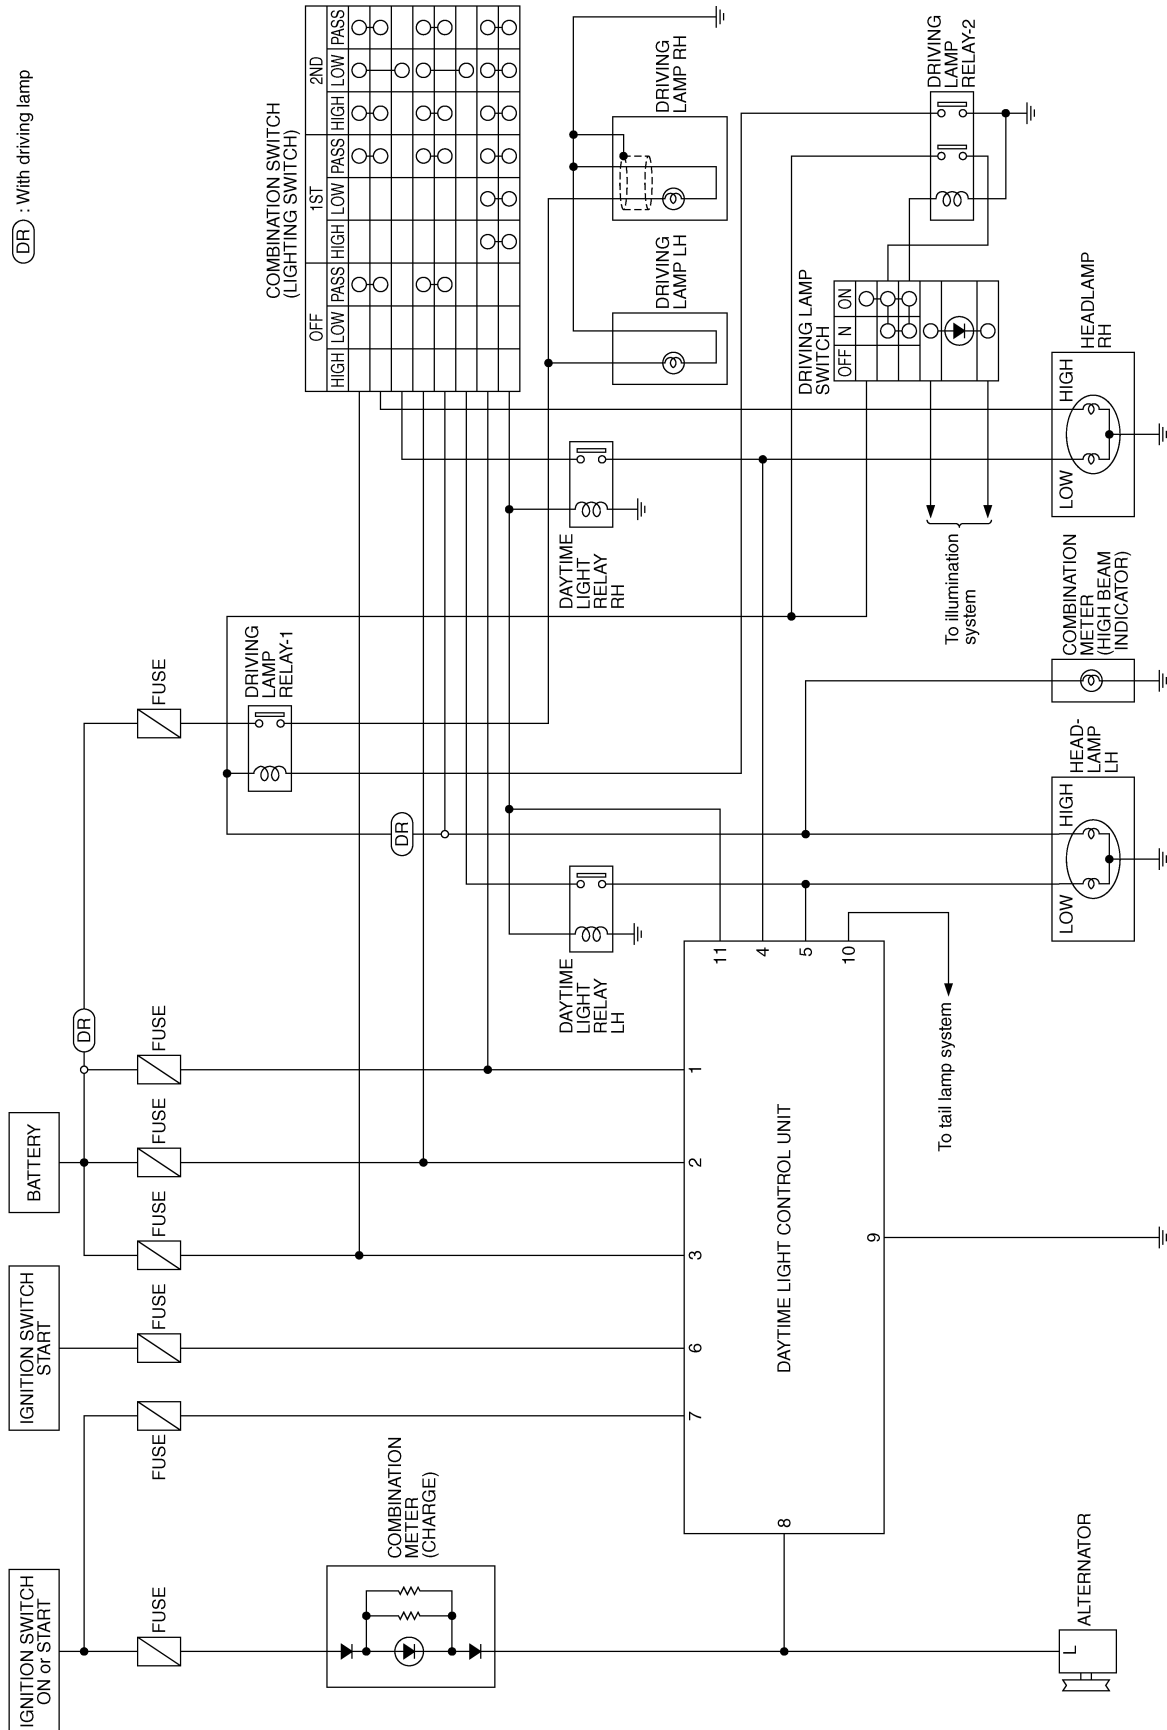 DR : With driving lamp
COMBINATION SWITCH
(LIGHTING SWITCH)
OFF
1ST
2ND
HIGH
LOW
PASS
HIGH
LOW
PASS
HIGH
LOW
PASS
IGNITION SWITCH
ON or START
IGNITION SWITCH
START
BATTERY
FUSE
FUSE
FUSE
FUSE
FUSE
FUSE
FUSE
DR
DR
DRIVING
LAMP
RELAY-1
DAYTIME
LIGHT
RELAY
LH
DAYTIME
LIGHT
RELAY
RH
DRIVING
LAMP LH
DRIVING
LAMP RH
DRIVING
LAMP
RELAY-2
DRIVING LAMP
SWITCH
OFF
N
ON
To illumination
system
COMBINATION
METER
(CHARGE)
DAYTIME LIGHT CONTROL UNIT
8
7
6
3
2
1
11
4
5
10
9
To tail lamp system
ALTERNATOR
L
HEAD-
LAMP
LH
LOW
HIGH
COMBINATION
METER
(HIGH BEAM
INDICATOR)
HEADLAMP
RH
LOW
HIGH